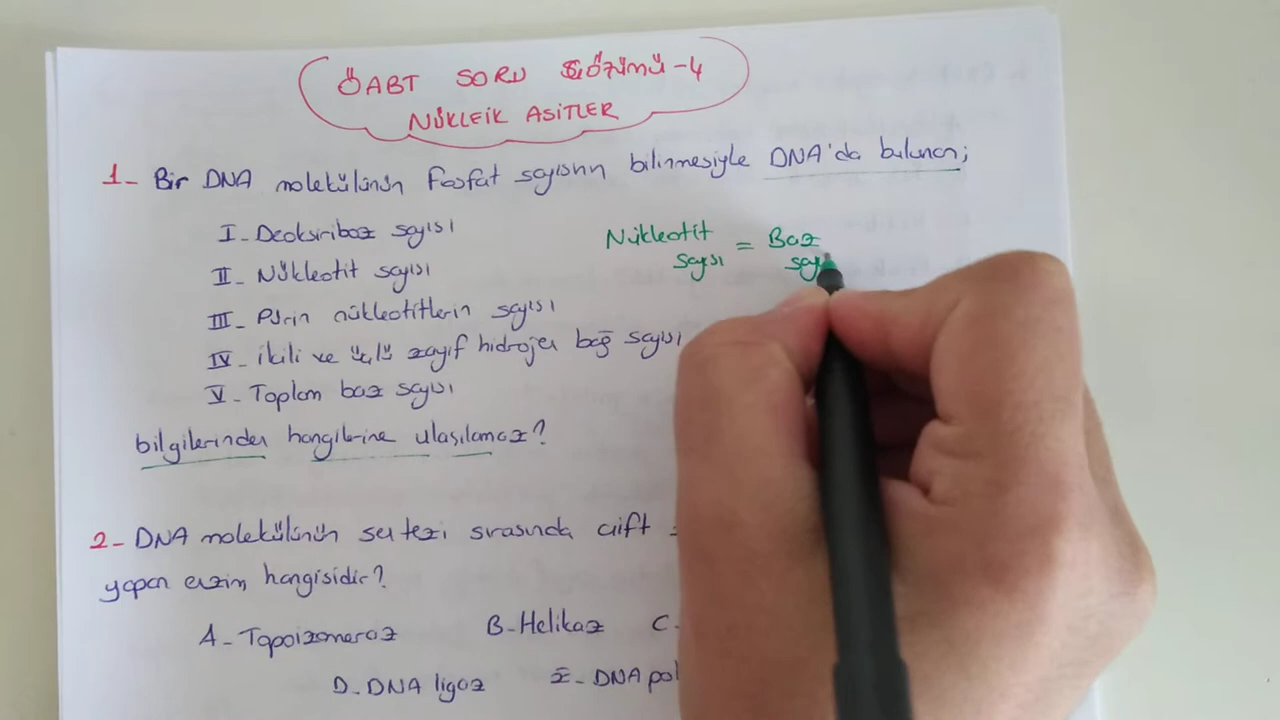 ÖABT SORU ÇÖZÜMÜ-4
NÜKLEİK ASİTLER
1- Bir DNA molekülünün fosfat sayısının bilinmesiyle DNA'da bulunan;
I- Deoksiriboz sayısı
II- Nükleotit sayısı
III- Pürin nükleotitlerin sayısı
IV- İkili ve üçlü zayıf hidrojen bağ sayısı
V- Toplam baz sayısı
Nükleotit = Baz
sayısı sayı
bilgilerinden hangilerine ulaşılamaz?
2- DNA molekülünün sentezi sırasında çift
yapan enzim hangisidir?
A- Topoizomeraz B- Helikaz C-
D- DNA ligaz E- DNA pol